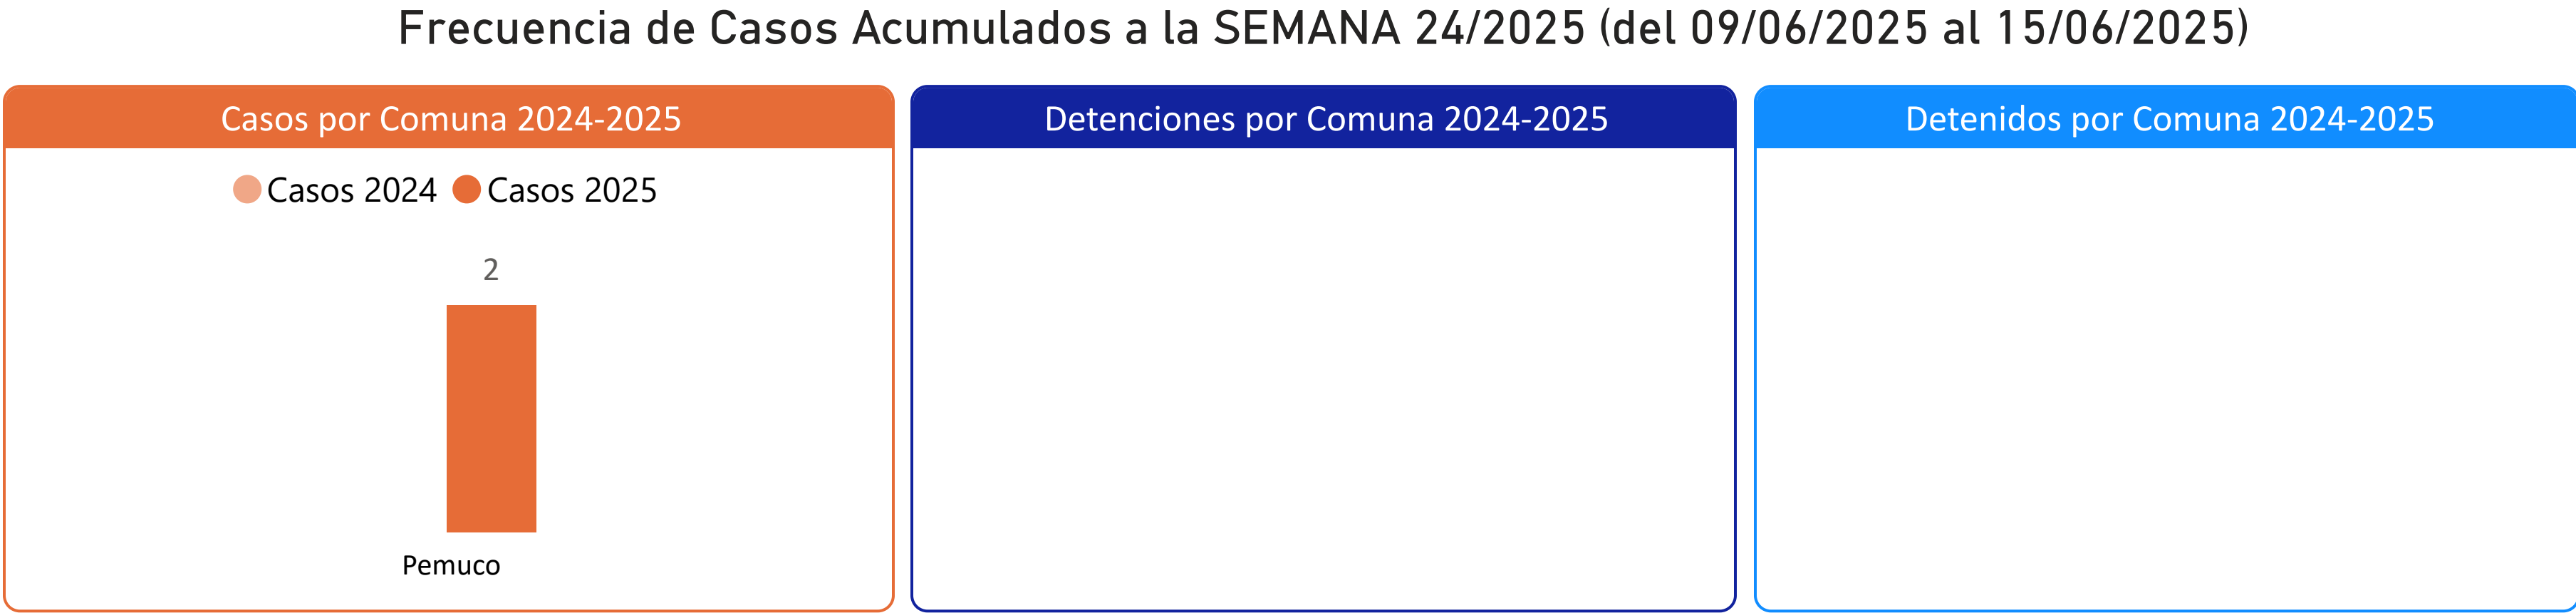 Frecuencia de Casos Acumulados a la SEMANA 24/2025 (del 09/06/2025 al 15/06/2025)
Casos por Comuna 2024-2025
Casos 2024 Casos 2025
2
Pemuco
Detenciones por Comuna 2024-2025
Detenidos por Comuna 2024-2025